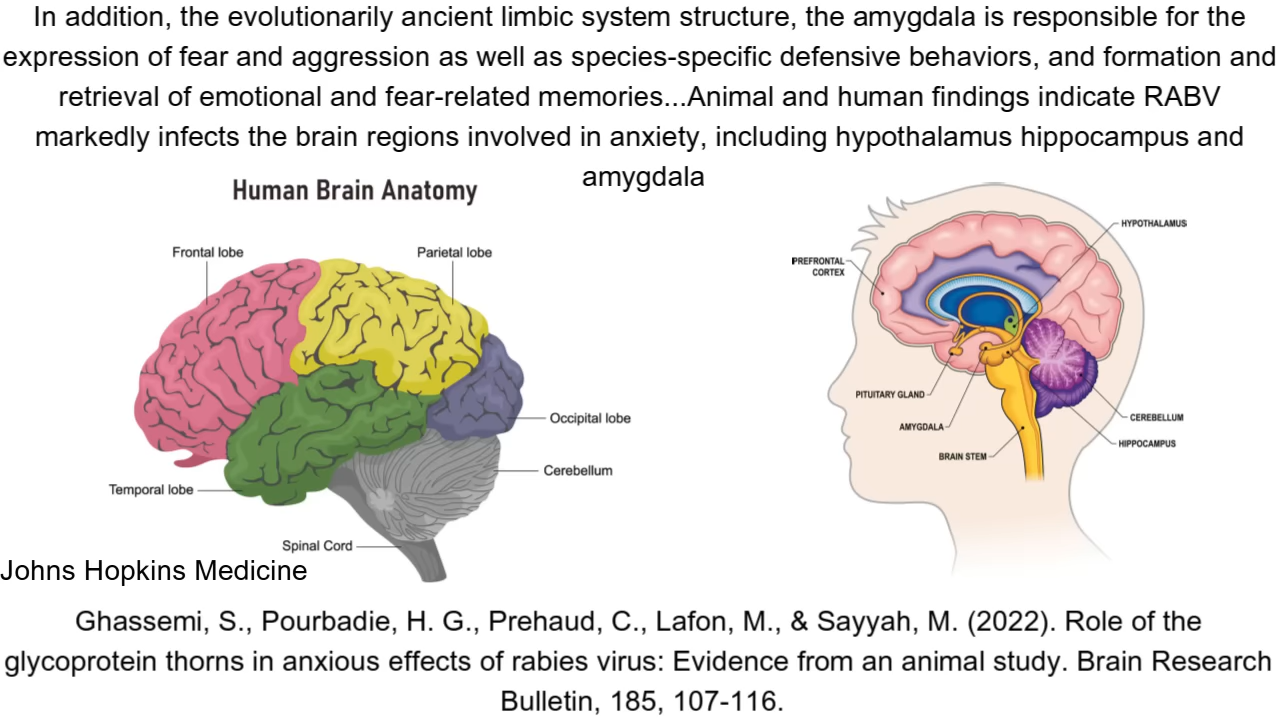 In addition, the evolutionarily ancient limbic system structure, the amygdala is responsible for the
expression of fear and aggression as well as species-specific defensive behaviors, and formation and
retrieval of emotional and fear-related memories...Animal and human findings indicate RABV
markedly infects the brain regions involved in anxiety, including hypothalamus hippocampus and
amygdala
Human Brain Anatomy
Frontal lobe
Parietal lobe
Occipital lobe
Cerebellum
Temporal lobe
Spinal Cord
HYPOTHALAMUS
PREFRONTAL
CORTEX
PITUITARY GLAND
AMYGDALA
BRAIN STEM
CEREBELLUM
HIPPOCAMPUS
Johns Hopkins Medicine
Ghassemi, S., Pourbadie, H. G., Prehaud, C., Lafon, M., & Sayyah, M. (2022). Role of the
glycoprotein thorns in anxious effects of rabies virus: Evidence from an animal study. Brain Research
Bulletin, 185, 107-116.